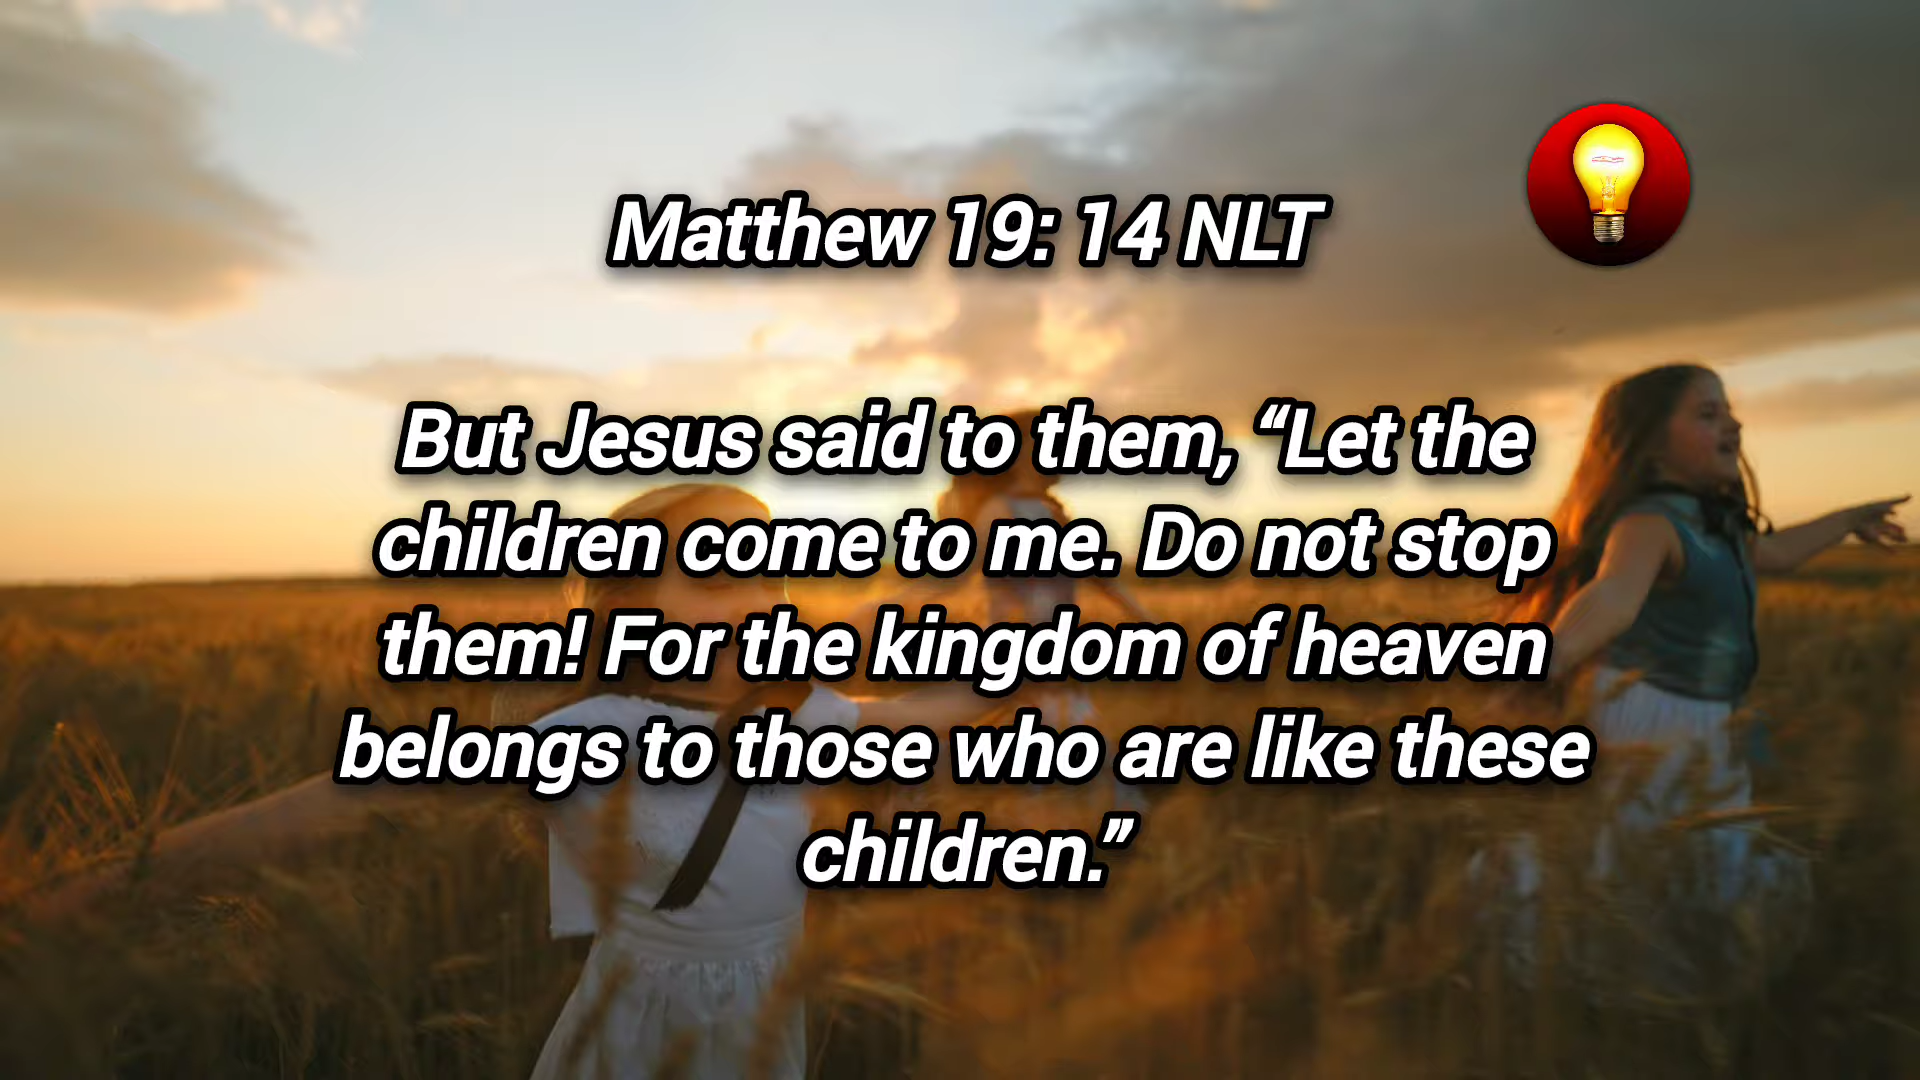 Matthew 19: 14 NLT
But Jesus said to them, “Let the
children come to me. Do not stop
them! For the kingdom of heaven
belongs to those who are like these
children.”